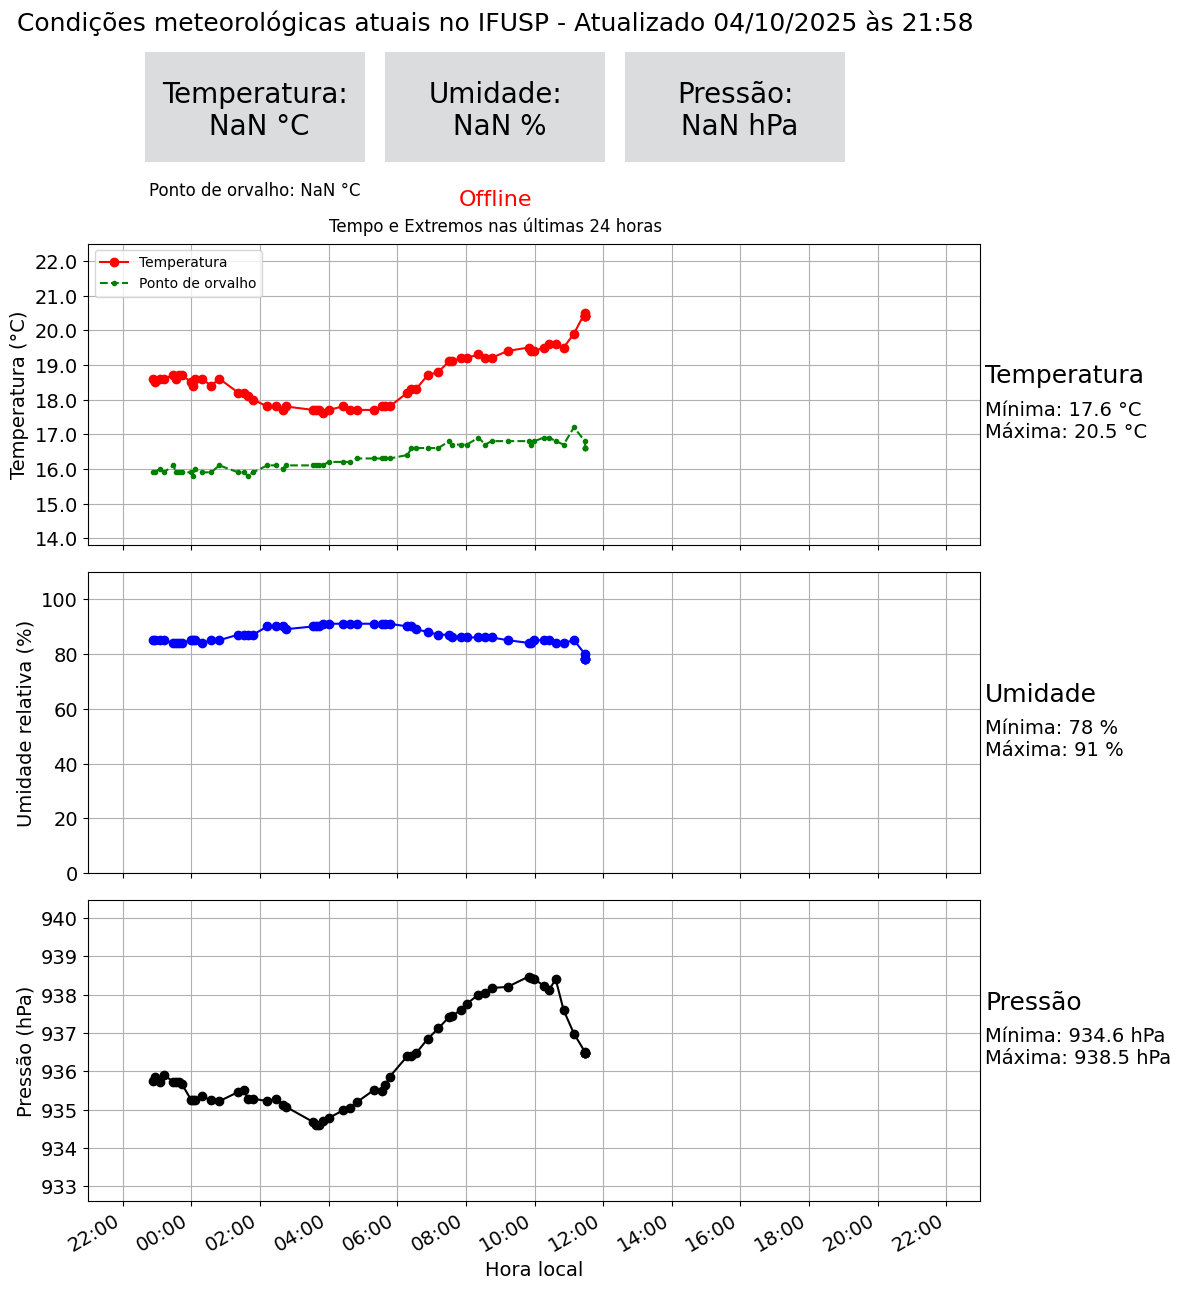 Condições meteorológicas atuais no IFUSP - Atualizado 04/10/2025 às 21:58
Temperatura:
NaN °C
Umidade:
NaN %
Pressão:
NaN hPa
Ponto de orvalho: NaN °C
Offline
Tempo e Extremos nas últimas 24 horas
Temperatura
Ponto de orvalho
Temperatura (°C)
22.0
21.0
20.0
19.0
18.0
17.0
16.0
15.0
14.0
Temperatura
Mínima: 17.6 °C
Máxima: 20.5 °C
Umidade relativa (%)
100
80
60
40
20
0
Umidade
Mínima: 78 %
Máxima: 91 %
Pressão (hPa)
940
939
938
937
936
935
934
933
Pressão
Mínima: 934.6 hPa
Máxima: 938.5 hPa
22:00 00:00 02:00 04:00 06:00 08:00 10:00 12:00 14:00 16:00 18:00 20:00 22:00
Hora local